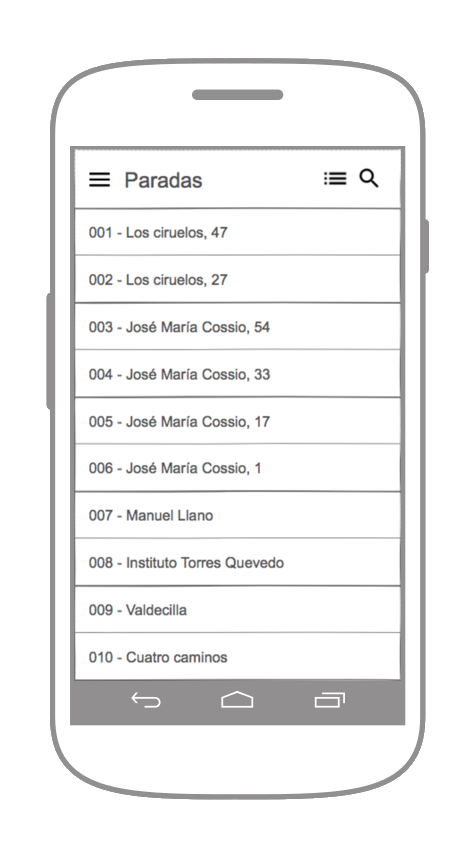 Paradas
001 - Los ciruelos, 47
002 - Los ciruelos, 27
003 - José María Cossio, 54
004 - José María Cossio, 33
005 - José María Cossio, 17
006 - José María Cossio, 1
007 - Manuel Llano
008 - Instituto Torres Quevedo
009 - Valdecilla
010 - Cuatro caminos